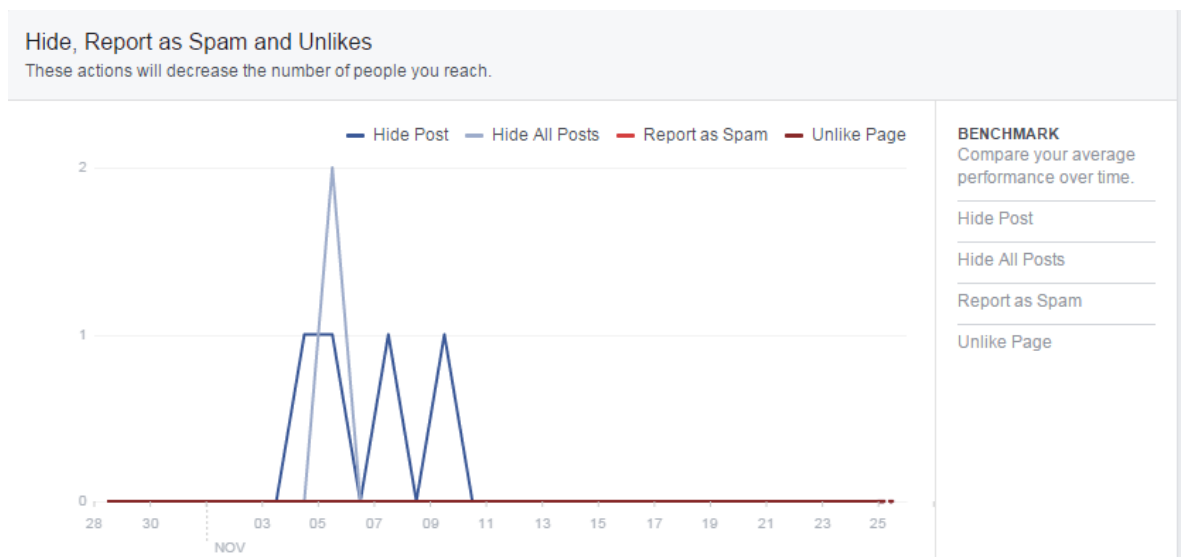 Hide, Report as Spam and Unlikes
These actions will decrease the number of people you reach.
Hide Post Hide All Posts Report as Spam Unlike Page
2
1
0
28 30 03 05 07 09 11 13 15 17 19 21 23 25
NOV
BENCHMARK
Compare your average
performance over time.
Hide Post
Hide All Posts
Report as Spam
Unlike Page